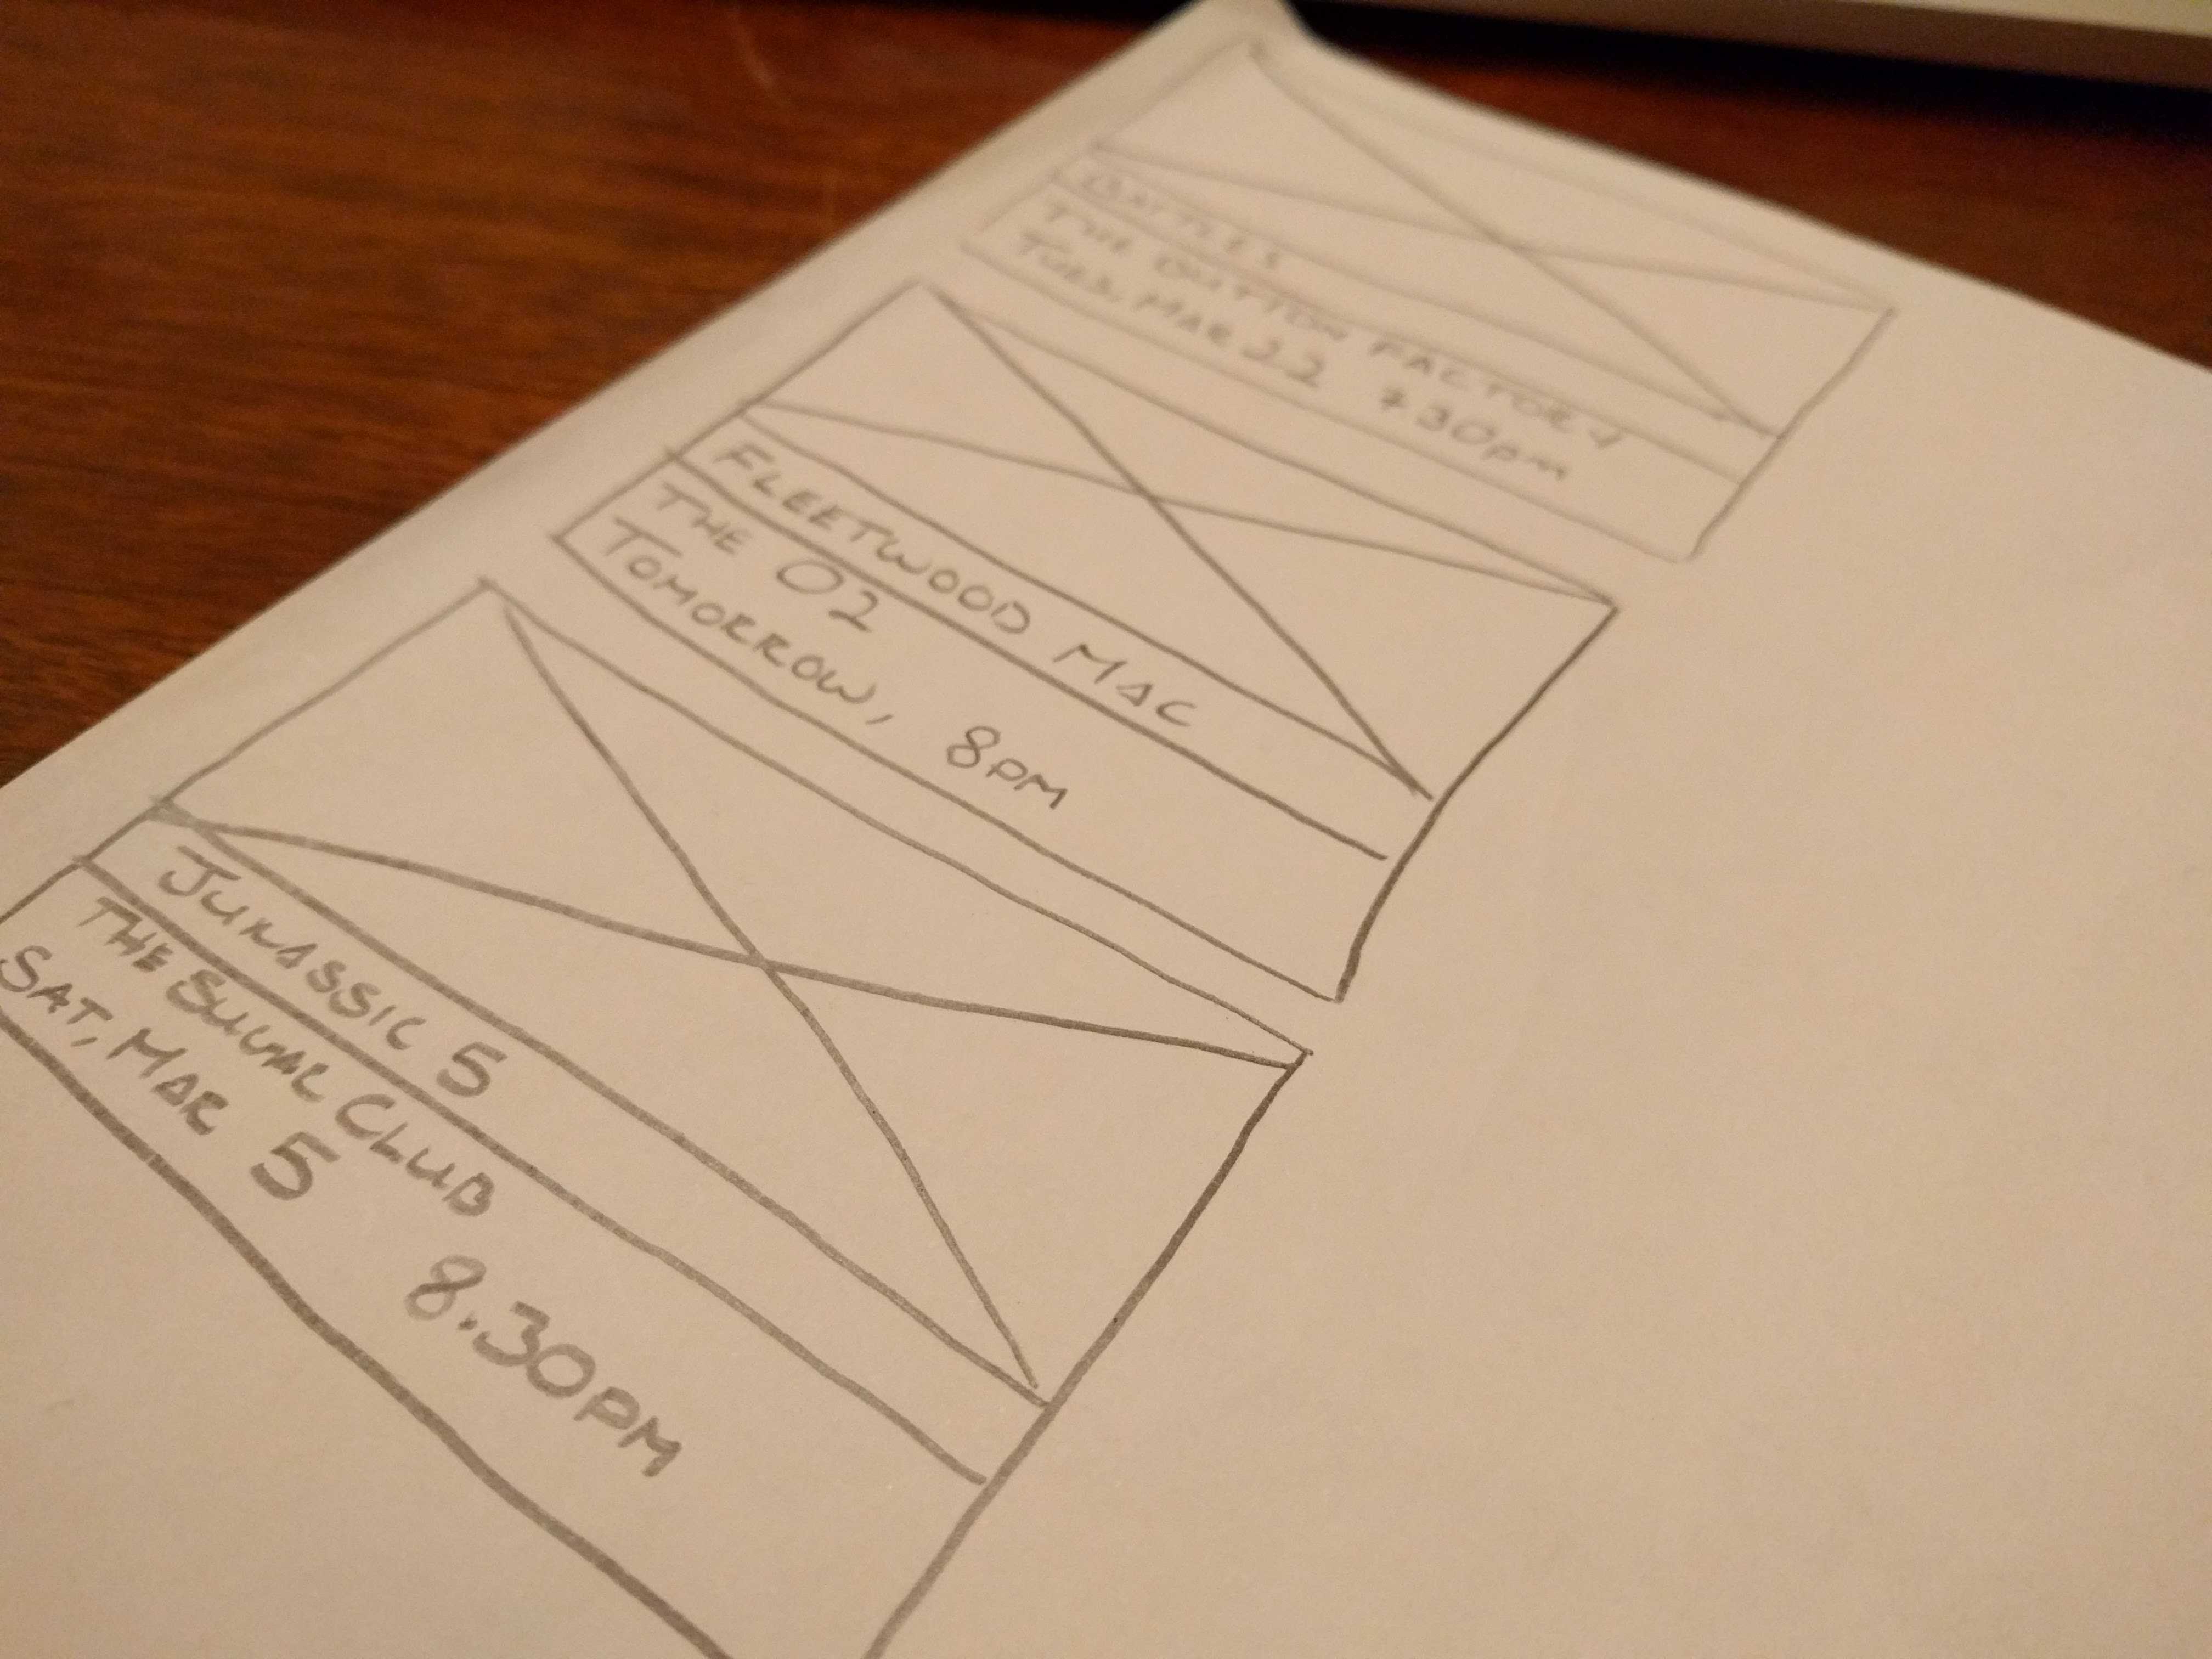 BATTLES
THE BUTTON FACTORY
TUES, MAR 22 7.30pm
FLEETWOOD MAC
THE O2
TOMORROW, 8PM
JURASSIC 5
THE SUGAR CLUB
SAT, MAR 5 8.30PM